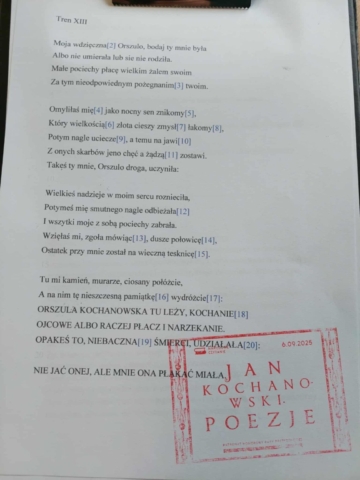 Tren XIII
Moja wdzięczna[2] Orszulo, bodaj ty mnie była
Albo nie umierała lub sie nie rodziła.
Małe pociechy płacę wielkim żalem swoim
Za tym nieodpowiednym pożegnanim[3] twoim.
Omyliłaś mię[4] jako nocny sen znikomy[5],
Który wielkością[6] złota cieszy zmysł[7] łakomy[8],
Potym nagle uciecze[9], a temu na jawi[10]
Z onych skarbów jeno chęć a żądzą[11] zostawi.
Takeś ty mnie, Orszulo droga, uczyniła:
Wielkieś nadzieje w moim sercu roznieciła,
Potymeś mię smutnego nagle odbieżała[12]
I wszytki moje z sobą pociechy zabrała.
Wzięłaś mi, zgoła mówiąc[13], dusze połowicę[14],
Ostatek przy mnie został na wieczną tesknicę[15].
Tu mi kamień, murarze, ciosany położcie,
A na nim tę nieszczęsną pamiątkę[16] wydróżcie[17]:
ORSZULA KOCHANOWSKA TU LEŻY, KOCHANIE[18]
OJCOWE ALBO RACZEJ PŁACZ I NARZEKANIE.
OPAKEŚ TO, NIEBACZNA[19] ŚMIERCI, UDZIAŁAŁA[20]:
NIE JAĆ ONEJ, ALE MNIE ONA PŁAKAĆ MIAŁA.
6.09.2025
JAN
KOCHANO-
WSKI.
POEZJE